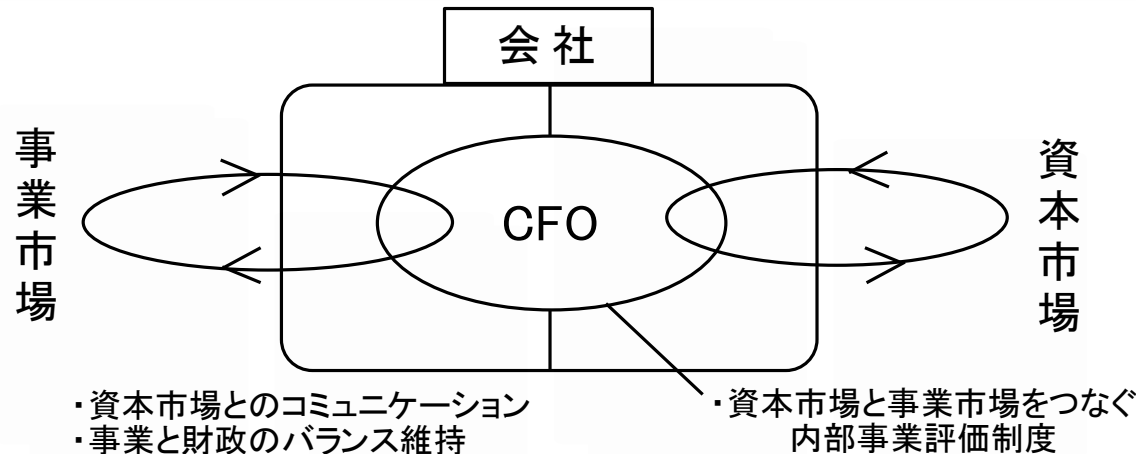 会社
事業市場
CFO
資本市場
・資本市場とのコミュニケーション
・事業と財政のバランス維持
・資本市場と事業市場をつなぐ
内部事業評価制度